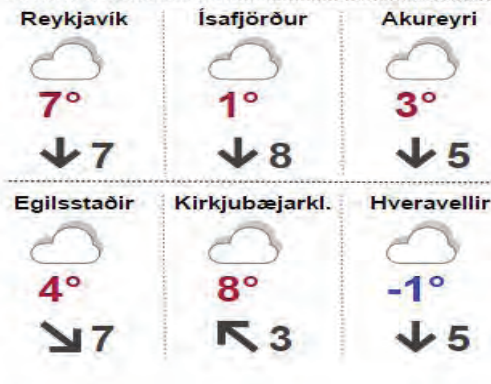 Reykjavík Ísafjörður Akureyri
7° 1° 3°
7 8 5
Egilsstaðir Kirkjubæjarkl. Hveravellir
4° 8° -1°
7 3 5